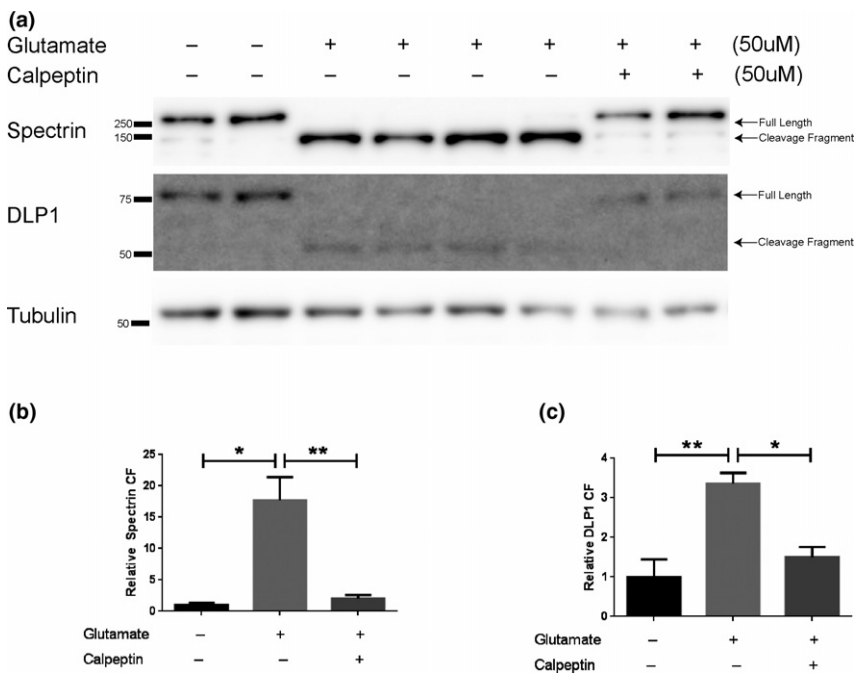 (a)
Glutamate – – + + + + + + (50uM)
Calpeptin – – – – – – + + (50uM)
Spectrin 250 150 Full Length Cleavage Fragment
DLP1 75 50 Full Length Cleavage Fragment
Tubulin 50
(b)
* **
Relative Spectrin CF
25
20
15
10
5
0
Glutamate – + +
Calpeptin – – +
(c)
** *
Relative DLP1 CF
4
3
2
1
0
Glutamate – + +
Calpeptin – – +